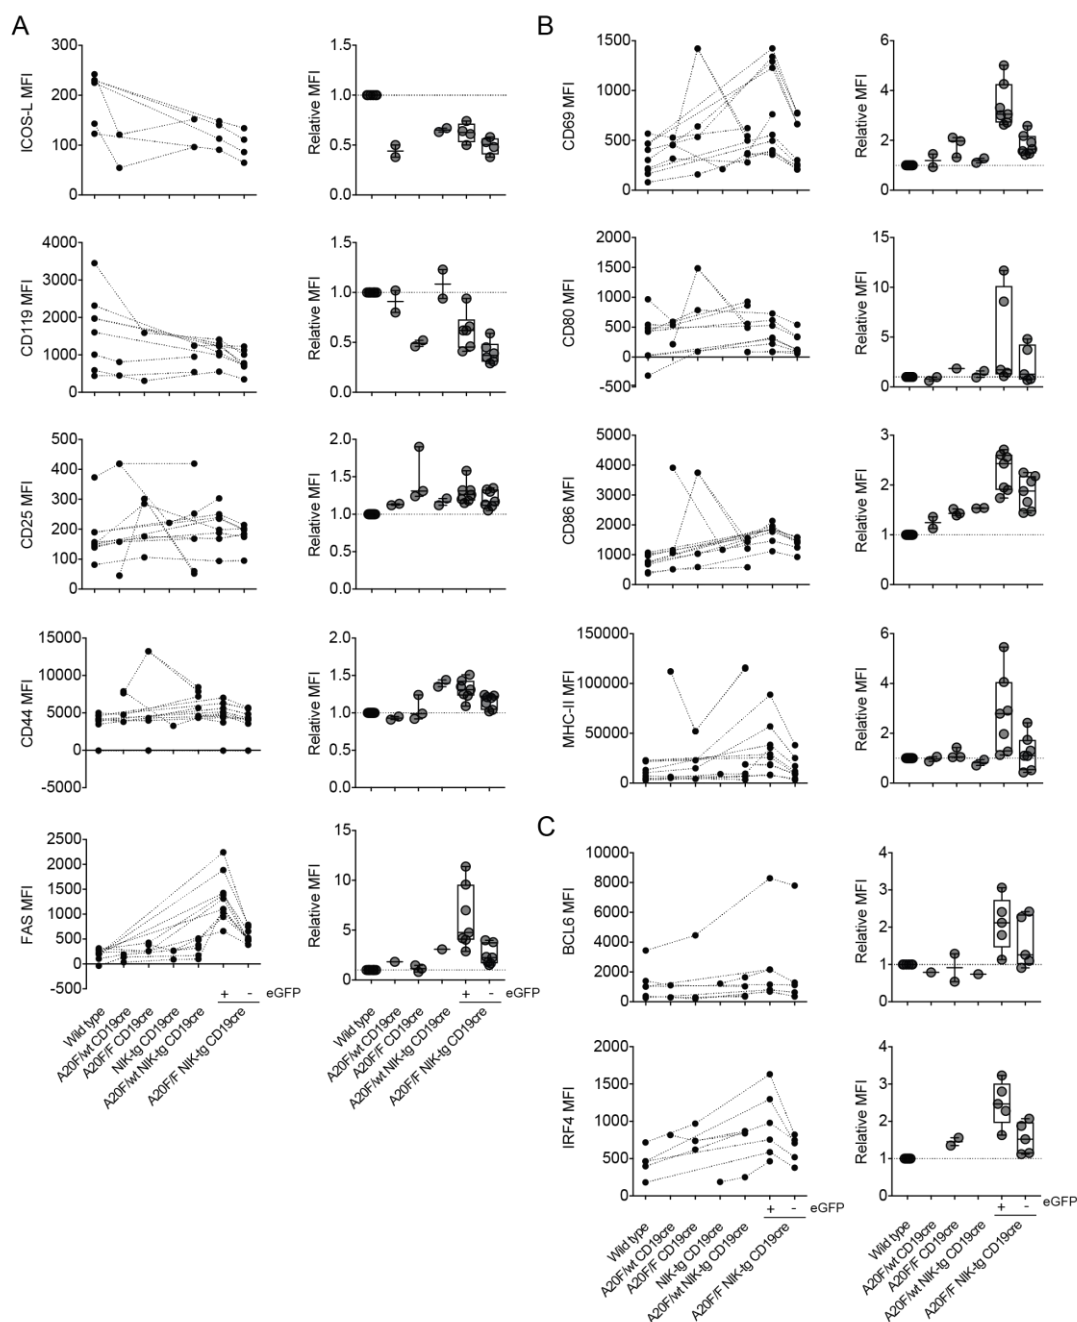 A
ICOS-L MFI
300
200
100
0
Relative MFI
1.5
1.0
0.5
0.0
CD119 MFI
4000
3000
2000
1000
0
Relative MFI
1.5
1.0
0.5
0.0
CD25 MFI
500
400
300
200
100
0
Relative MFI
2.0
1.5
1.0
0.5
0.0
CD44 MFI
15000
10000
5000
0
-5000
Relative MFI
2.0
1.5
1.0
0.5
0.0
FAS MFI
2500
2000
1500
1000
500
0
-500
Relative MFI
15
10
5
0
+ - eGFP
+ - eGFP
Wild type
A20F/wt CD19cre
A20F/F CD19cre
NIK-tg CD19cre
A20F/wt NIK-tg CD19cre
A20F/F NIK-tg CD19cre
Wild type
A20F/wt CD19cre
A20F/F CD19cre
A20F/wt NIK-tg CD19cre
A20F/F NIK-tg CD19cre
B
CD69 MFI
1500
1000
500
0
Relative MFI
6
4
2
0
CD80 MFI
2000
1500
1000
500
0
-500
Relative MFI
15
10
5
0
CD86 MFI
5000
4000
3000
2000
1000
0
Relative MFI
3
2
1
0
MHC-II MFI
150000
100000
50000
0
Relative MFI
6
4
2
0
C
BCL6 MFI
10000
8000
6000
4000
2000
0
Relative MFI
4
3
2
1
0
IRF4 MFI
2000
1500
1000
500
0
Relative MFI
4
3
2
1
0
+ - eGFP
+ - eGFP
Wild type
A20F/wt CD19cre
A20F/F CD19cre
NIK-tg CD19cre
A20F/wt NIK-tg CD19cre
A20F/F NIK-tg CD19cre
Wild type
A20F/wt CD19cre
A20F/F CD19cre
A20F/wt NIK-tg CD19cre
A20F/F NIK-tg CD19cre